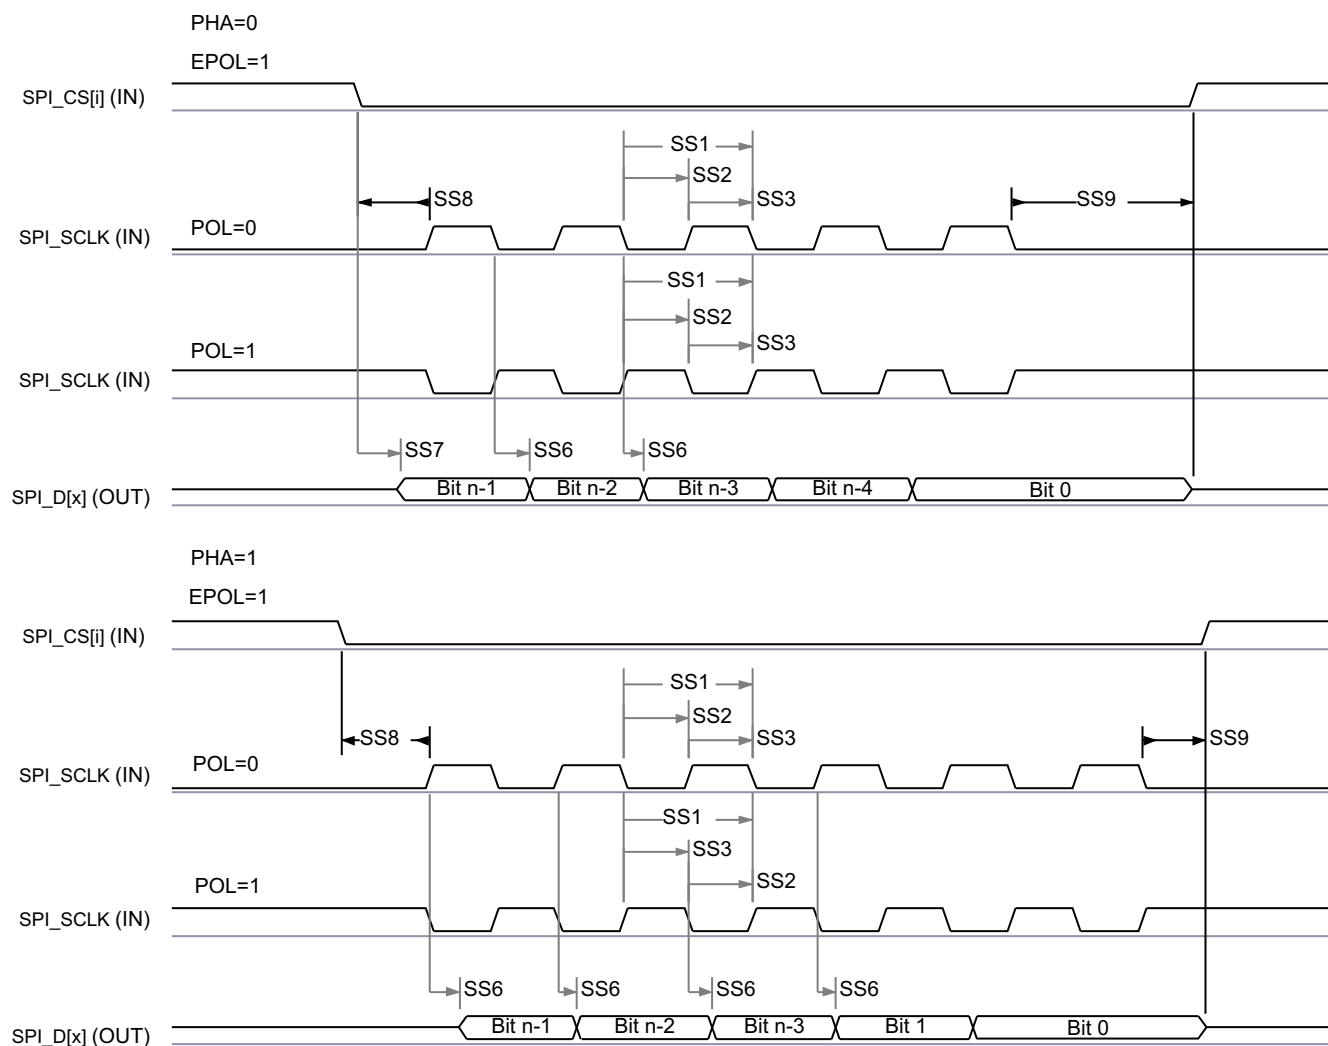 PHA=0
EPOL=1
SPI_CS[i] (IN)
SS1
SS2
SS8
SS3
SS9
POL=0
SPI_SCLK (IN)
SS1
SS2
SS3
POL=1
SPI_SCLK (IN)
SS7
SS6
SS6
SPI_D[x] (OUT)
Bit n-1
Bit n-2
Bit n-3
Bit n-4
Bit 0
PHA=1
EPOL=1
SPI_CS[i] (IN)
SS1
SS2
SS8
SS3
SS9
POL=0
SPI_SCLK (IN)
SS1
SS3
SS2
POL=1
SPI_SCLK (IN)
SS6
SS6
SS6
SS6
SPI_D[x] (OUT)
Bit n-1
Bit n-2
Bit n-3
Bit 1
Bit 0